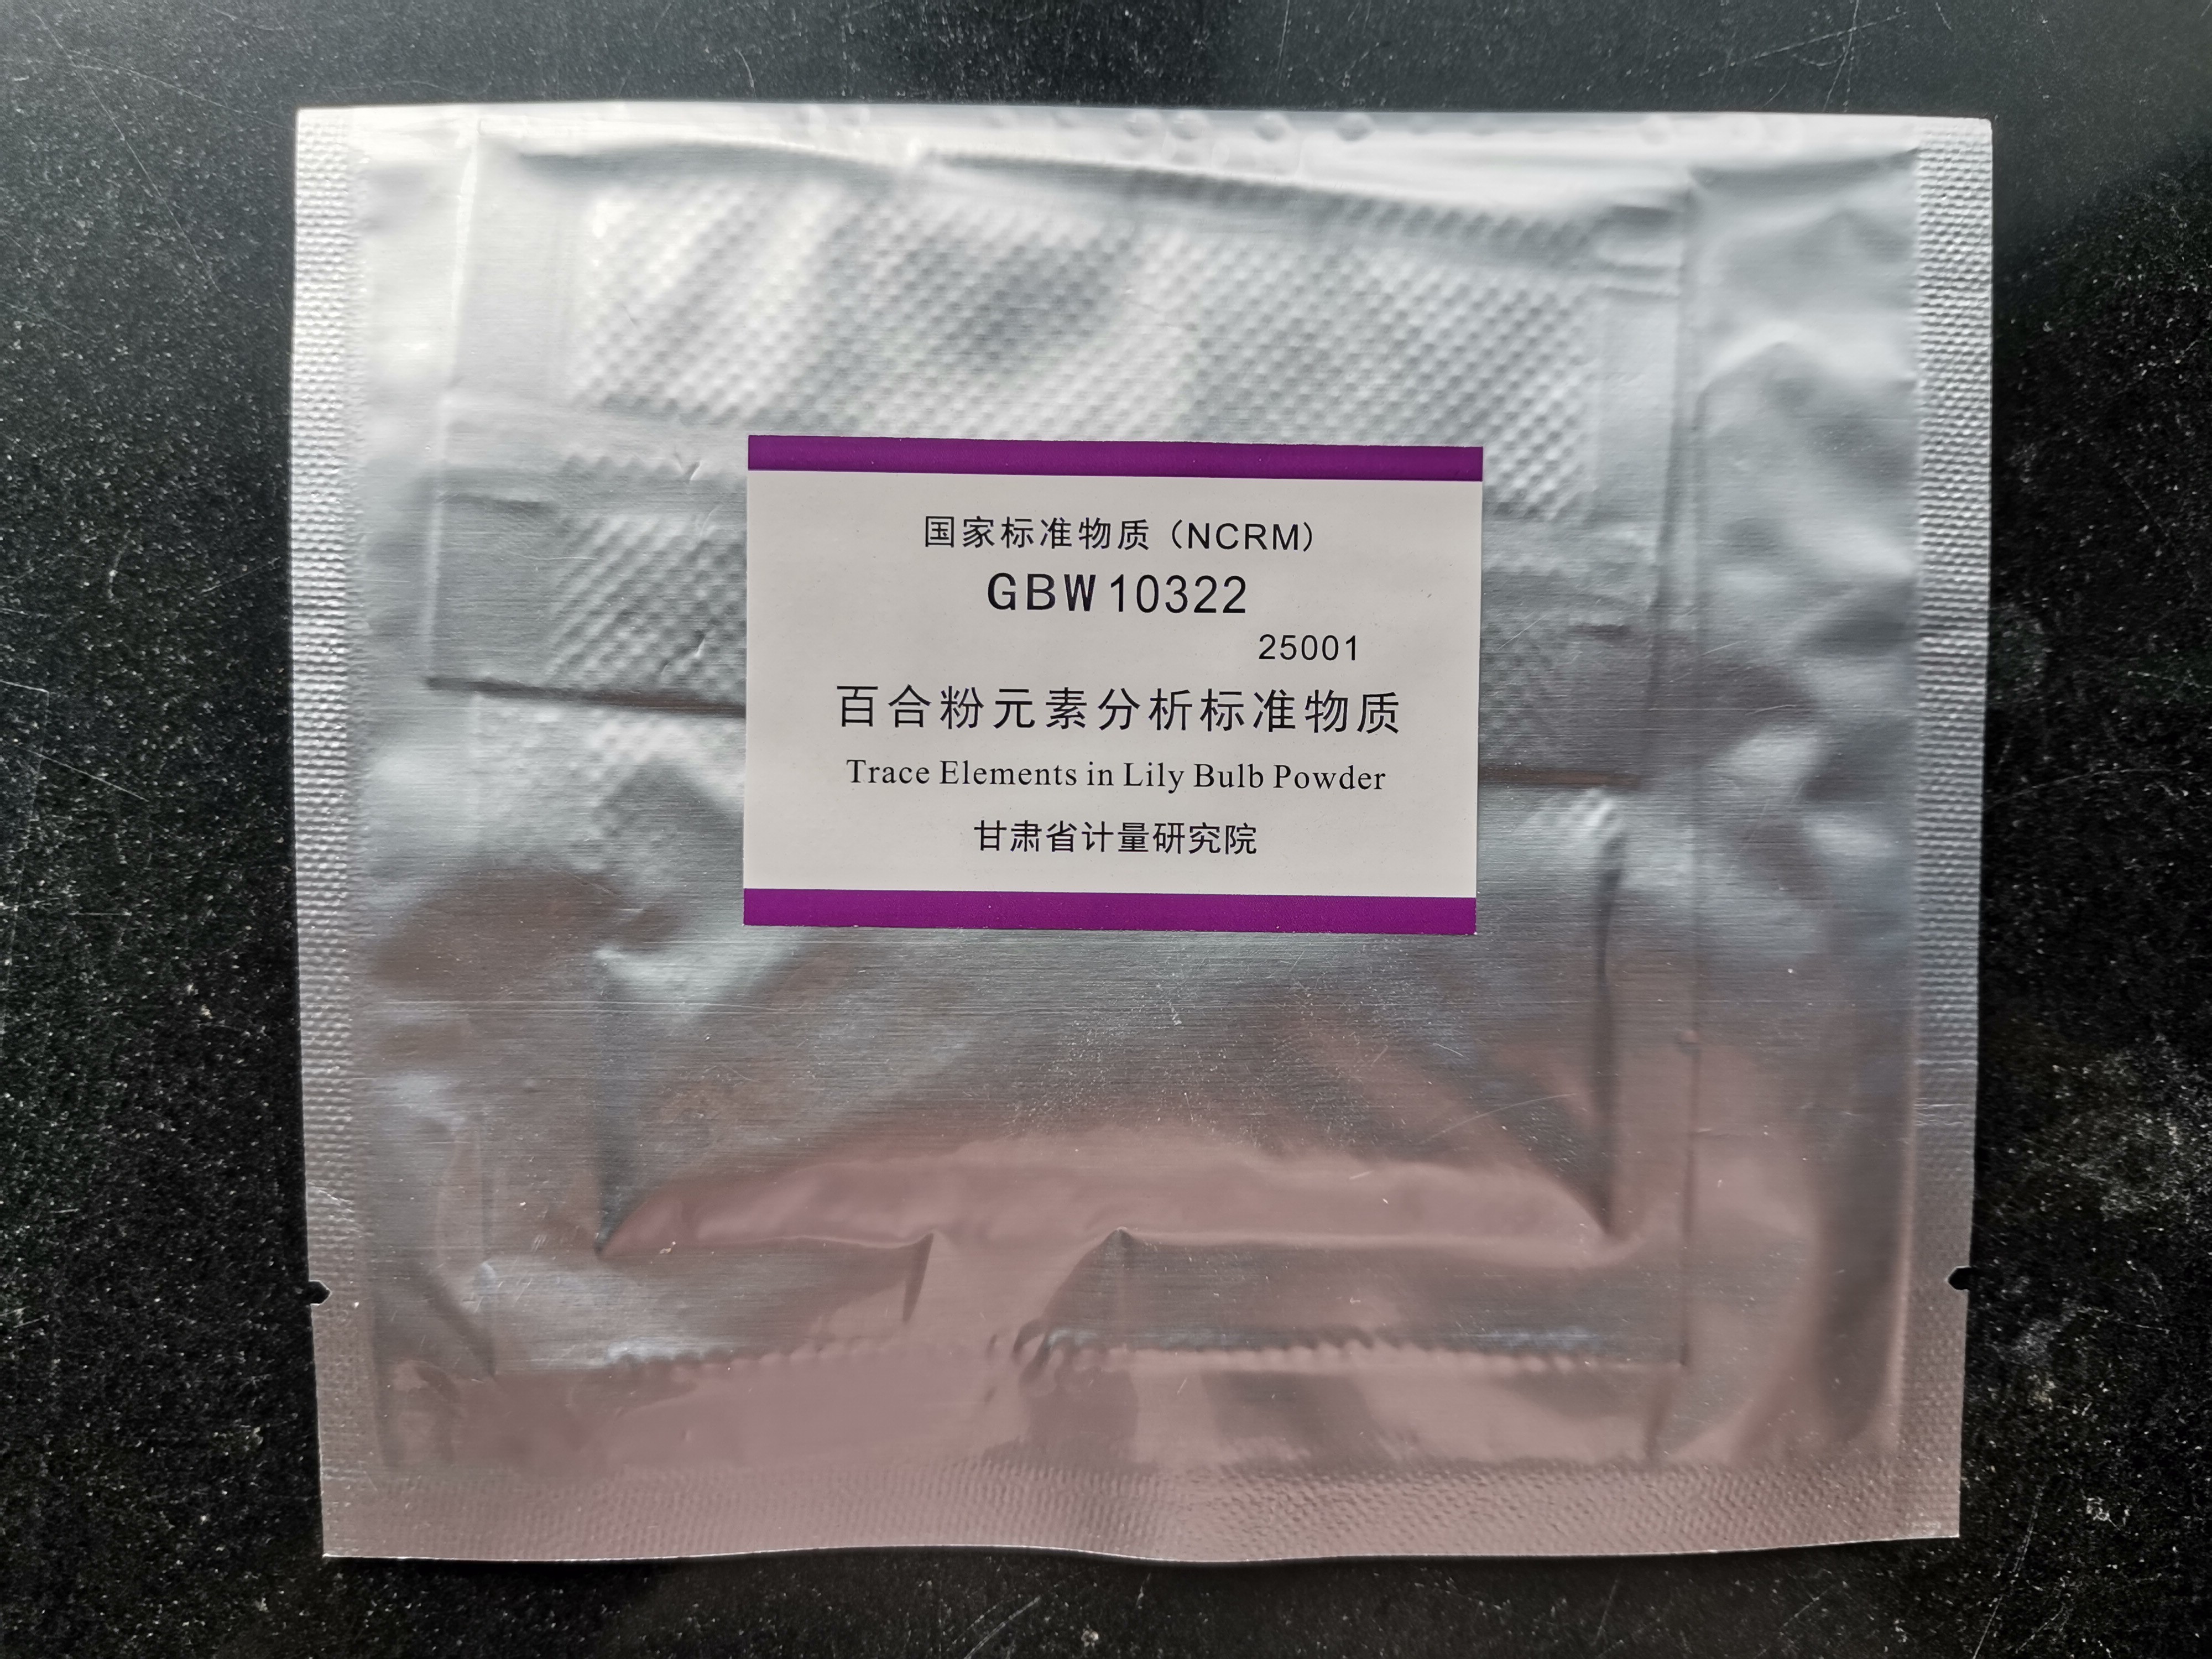 国家标准物质（NCRM）
GBW10322
25001
百合粉元素分析标准物质
Trace Elements in Lily Bulb Powder
甘肃省计量研究院